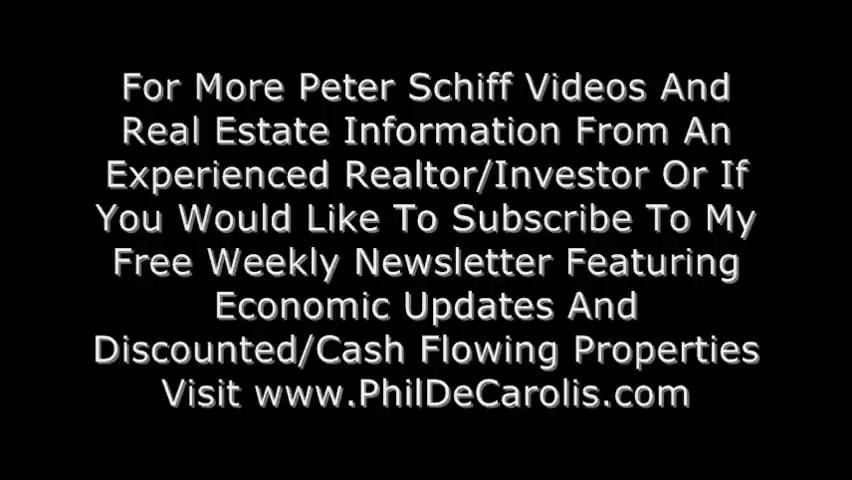 For More Peter Schiff Videos And
Real Estate Information From An
Experienced Realtor/Investor Or If
You Would Like To Subscribe To My
Free Weekly Newsletter Featuring
Economic Updates And
Discounted/Cash Flowing Properties
Visit www.PhilDeCarolis.com